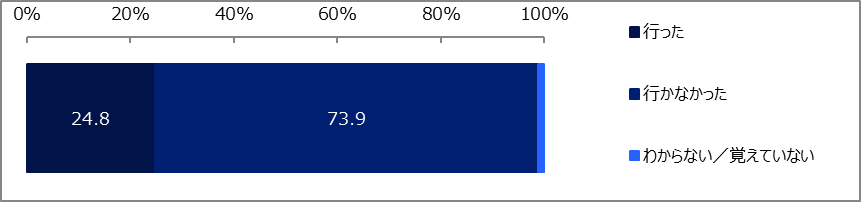 0% 20% 40% 60% 80% 100%
行った
行かなかった
24.8 73.9
わからない／覚えていない